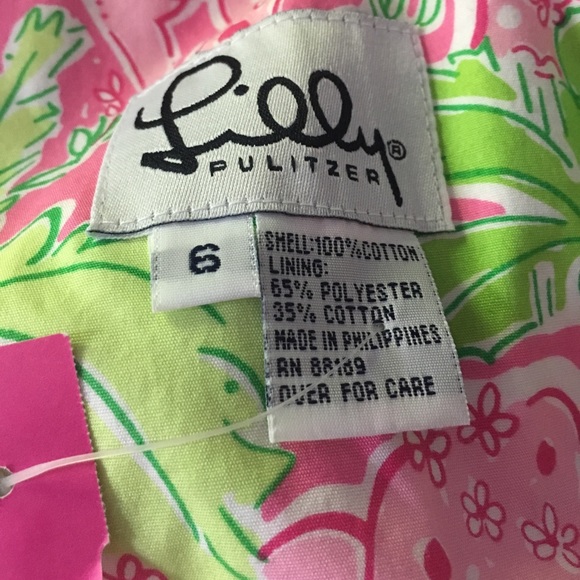 Lilly®
PULITZER
6
SHELL:100%COTTON
LINING:
65% POLYESTER
35% COTTON
MADE IN PHILIPPINES
RN 88189
OVER FOR CARE